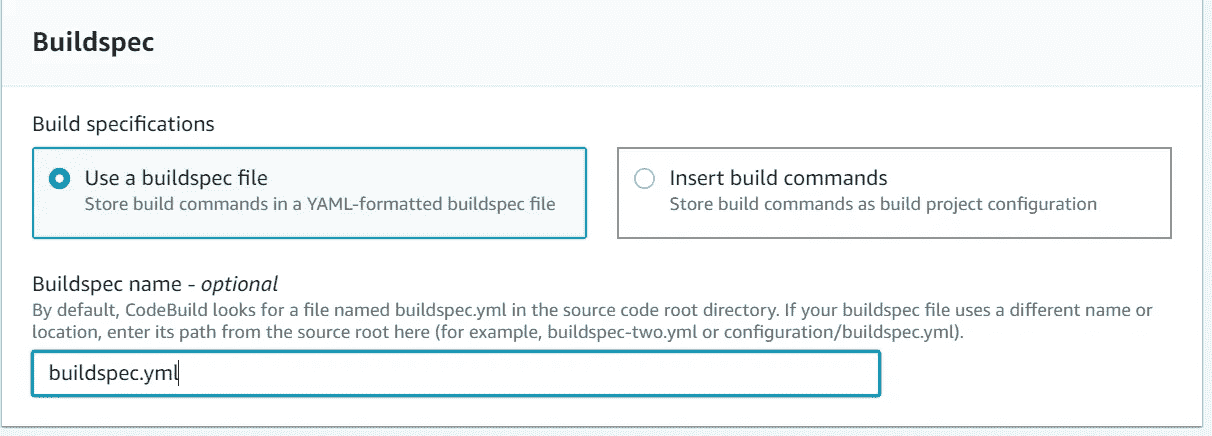 Buildspec
Build specifications
Use a buildspec file
Store build commands in a YAML-formatted buildspec file
Insert build commands
Store build commands as build project configuration
Buildspec name - optional
By default, CodeBuild looks for a file named buildspec.yml in the source code root directory. If your buildspec file uses a different name or
location, enter its path from the source root here (for example, buildspec-two.yml or configuration/buildspec.yml).
buildspec.yml